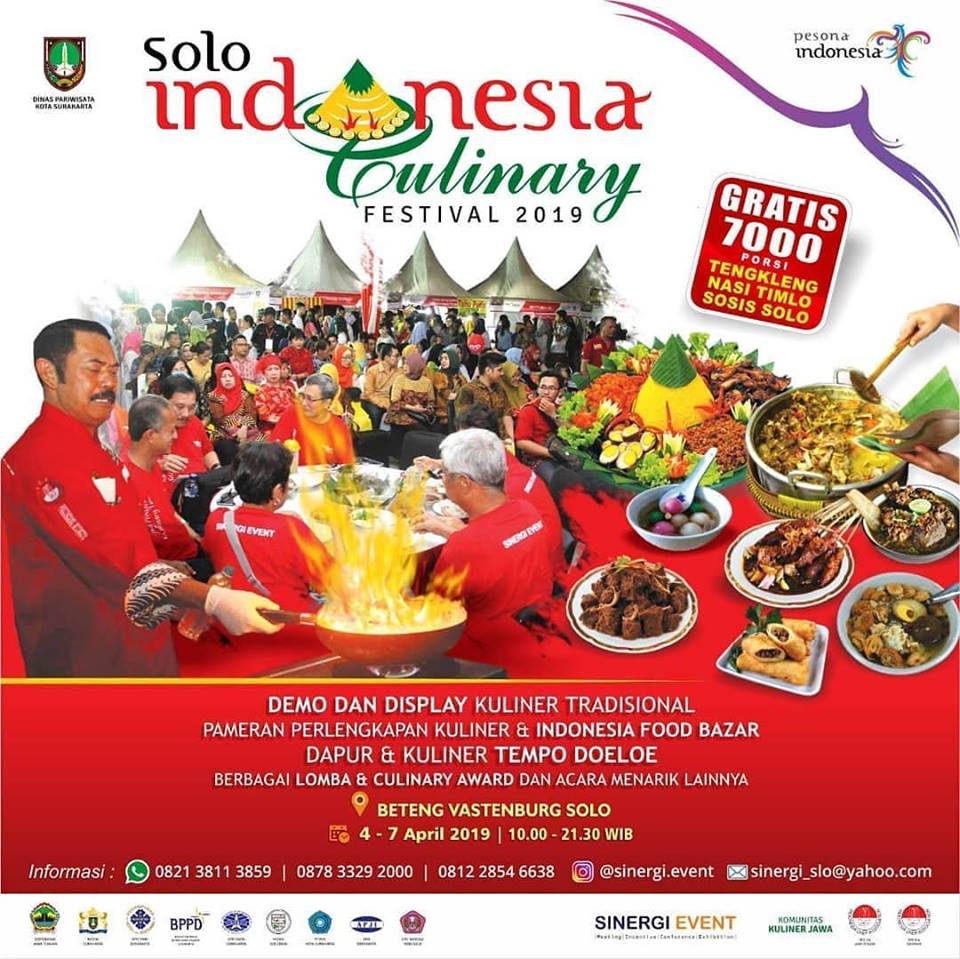 DINAS PARIWISATA
KOTA SURAKARTA
Solo
indonesia
Culinary
FESTIVAL 2019
pesona
indonesia
GRATIS
7000
PORSI
TENGKLENG
NASI TIMLO
SOSIS SOLO
SINERGI EVENT
SINERGI EVENT
DEMO DAN DISPLAY KULINER TRADISIONAL
PAMERAN PERLENGKAPAN KULINER & INDONESIA FOOD BAZAR
DAPUR & KULINER TEMPO DOELOE
BERBAGAI LOMBA & CULINARY AWARD DAN ACARA MENARIK LAINNYA
BETENG VASTENBURG SOLO
4 - 7 April 2019 | 10.00 - 21.30 WIB
Informasi : 0821 3811 3859 | 0878 3329 2000 | 0812 2854 6638 @sinergi.event sinergi_slo@yahoo.com
BPPD
SINERGI EVENT
Meeting | Incentive | Conference | Exhibition
KOMUNITAS
KULINER JAWA